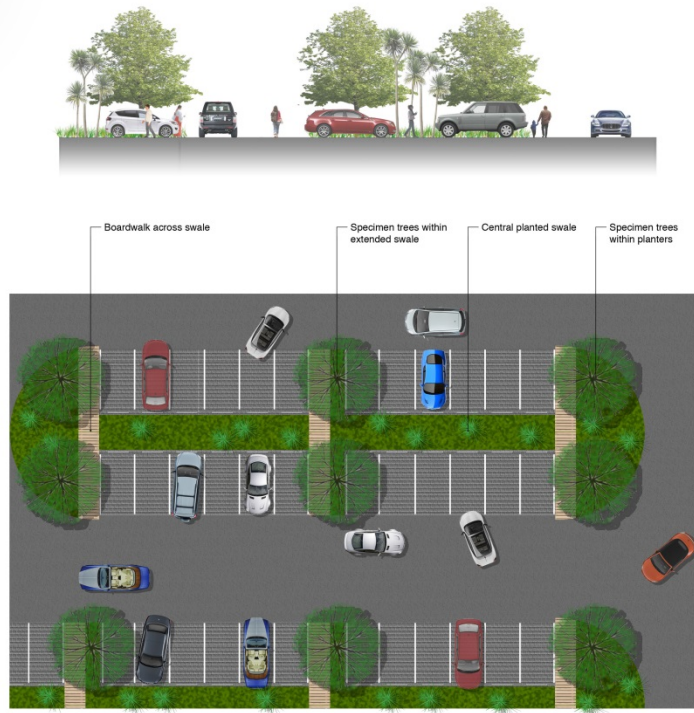 Boardwalk across swale
Specimen trees within
extended swale
Central planted swale
Specimen trees
within planters